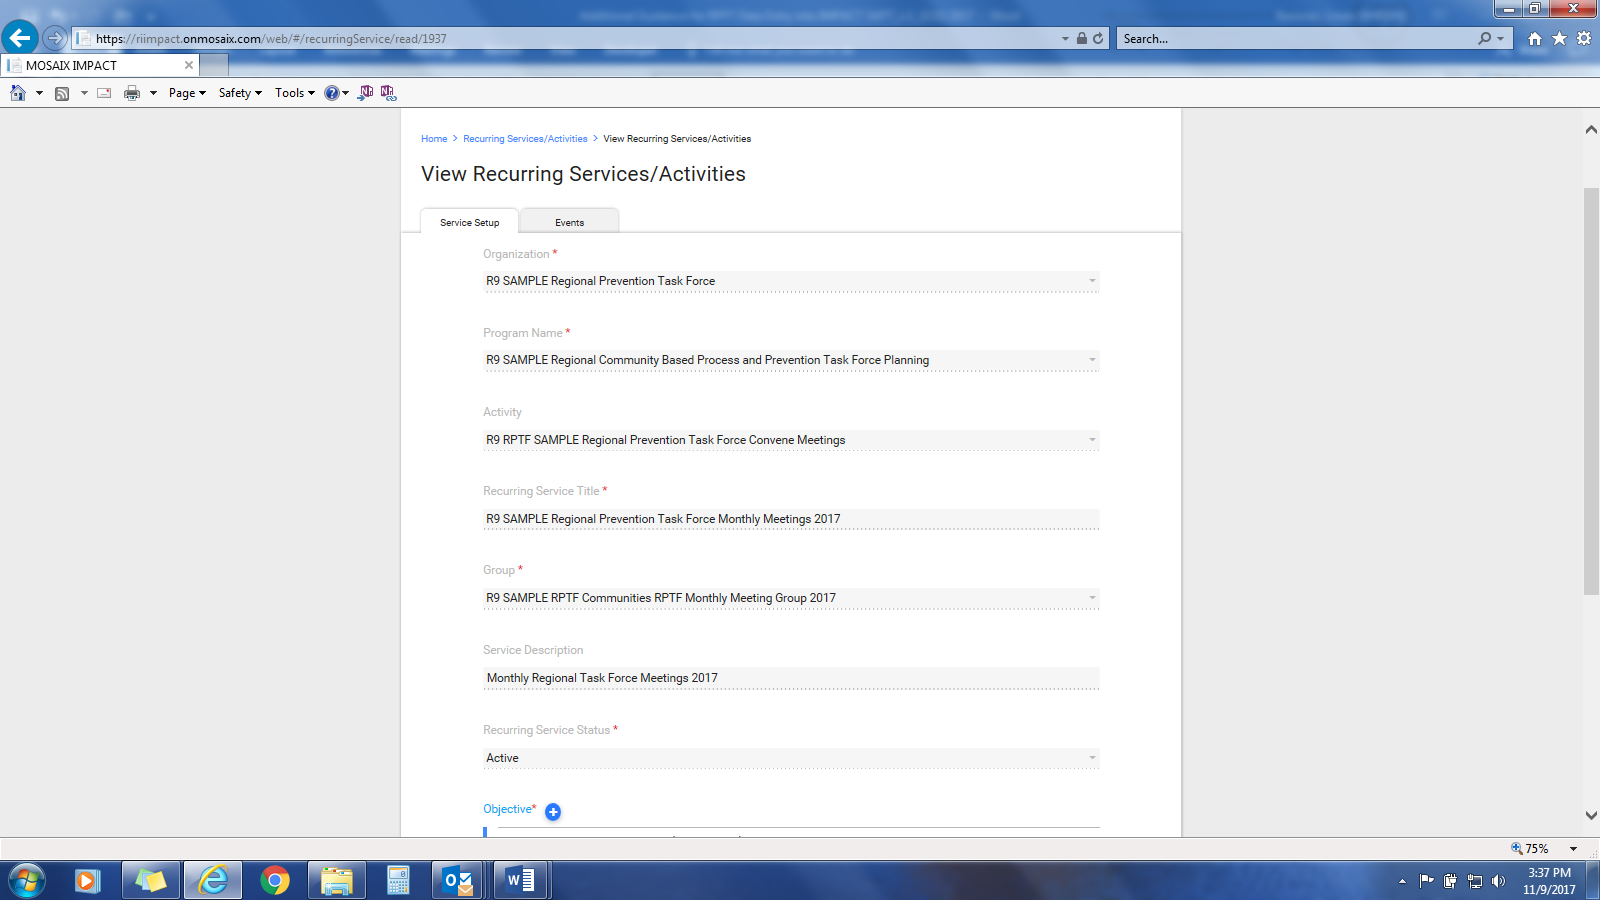 https://riimpact.onmosaix.com/web/#/recurringService/read/1937
Search...
MOSAIX IMPACT
Page Safety Tools
Home > Recurring Services/Activities > View Recurring Services/Activities
View Recurring Services/Activities
Service Setup Events
Organization *
R9 SAMPLE Regional Prevention Task Force
Program Name *
R9 SAMPLE Regional Community Based Process and Prevention Task Force Planning
Activity
R9 RPTF SAMPLE Regional Prevention Task Force Convene Meetings
Recurring Service Title *
R9 SAMPLE Regional Prevention Task Force Monthly Meetings 2017
Group *
R9 SAMPLE RPTF Communities RPTF Monthly Meeting Group 2017
Service Description
Monthly Regional Task Force Meetings 2017
Recurring Service Status *
Active
Objective*
75%
3:37 PM
11/9/2017